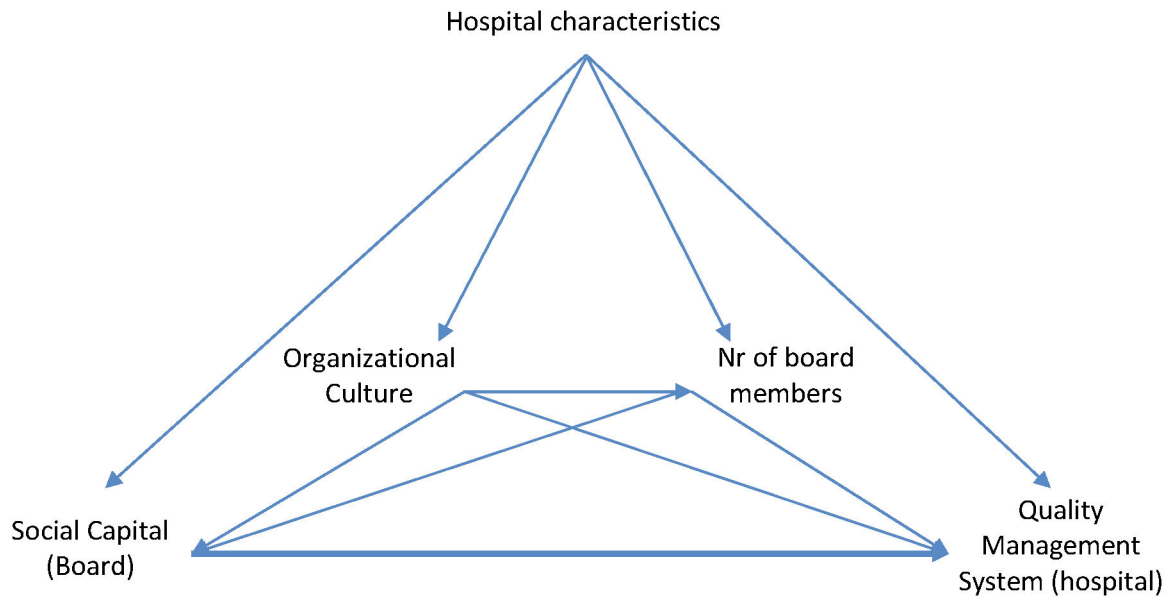 Hospital characteristics
Organizational
Culture
Nr of board
members
Social Capital
(Board)
Quality
Management
System (hospital)